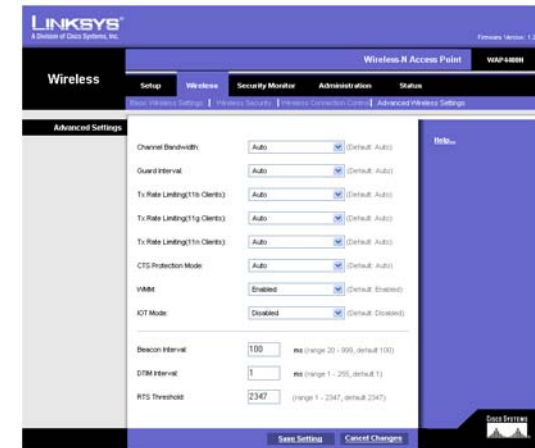 LINKSYS®
A Division of Cisco Systems, Inc.
Firmware Version: 1.2
Wireless-N Access Point WAP4400N
Wireless
Setup Wireless Security Monitor Administration Status
Basic Wireless Settings | Wireless Security | Wireless Connection Control | Advanced Wireless Settings
Advanced Settings
Help...
Channel Bandwidth: Auto (Default: Auto)
Guard Interval: Auto (Default: Auto)
Tx Rate Limiting(11b Clients): Auto (Default: Auto)
Tx Rate Limiting(11g Clients): Auto (Default: Auto)
Tx Rate Limiting(11n Clients): Auto (Default: Auto)
CTS Protection Mode: Auto (Default: Auto)
WMM: Enabled (Default: Enabled)
IOT Mode: Disabled (Default: Disabled)
Beacon Interval: 100 ms (range 20 - 999, default 100)
DTIM Interval: 1 ms (range 1 - 255, default 1)
RTS Threshold: 2347 (range 1 - 2347, default 2347)
Save Setting Cancel Changes
CISCO SYSTEMS